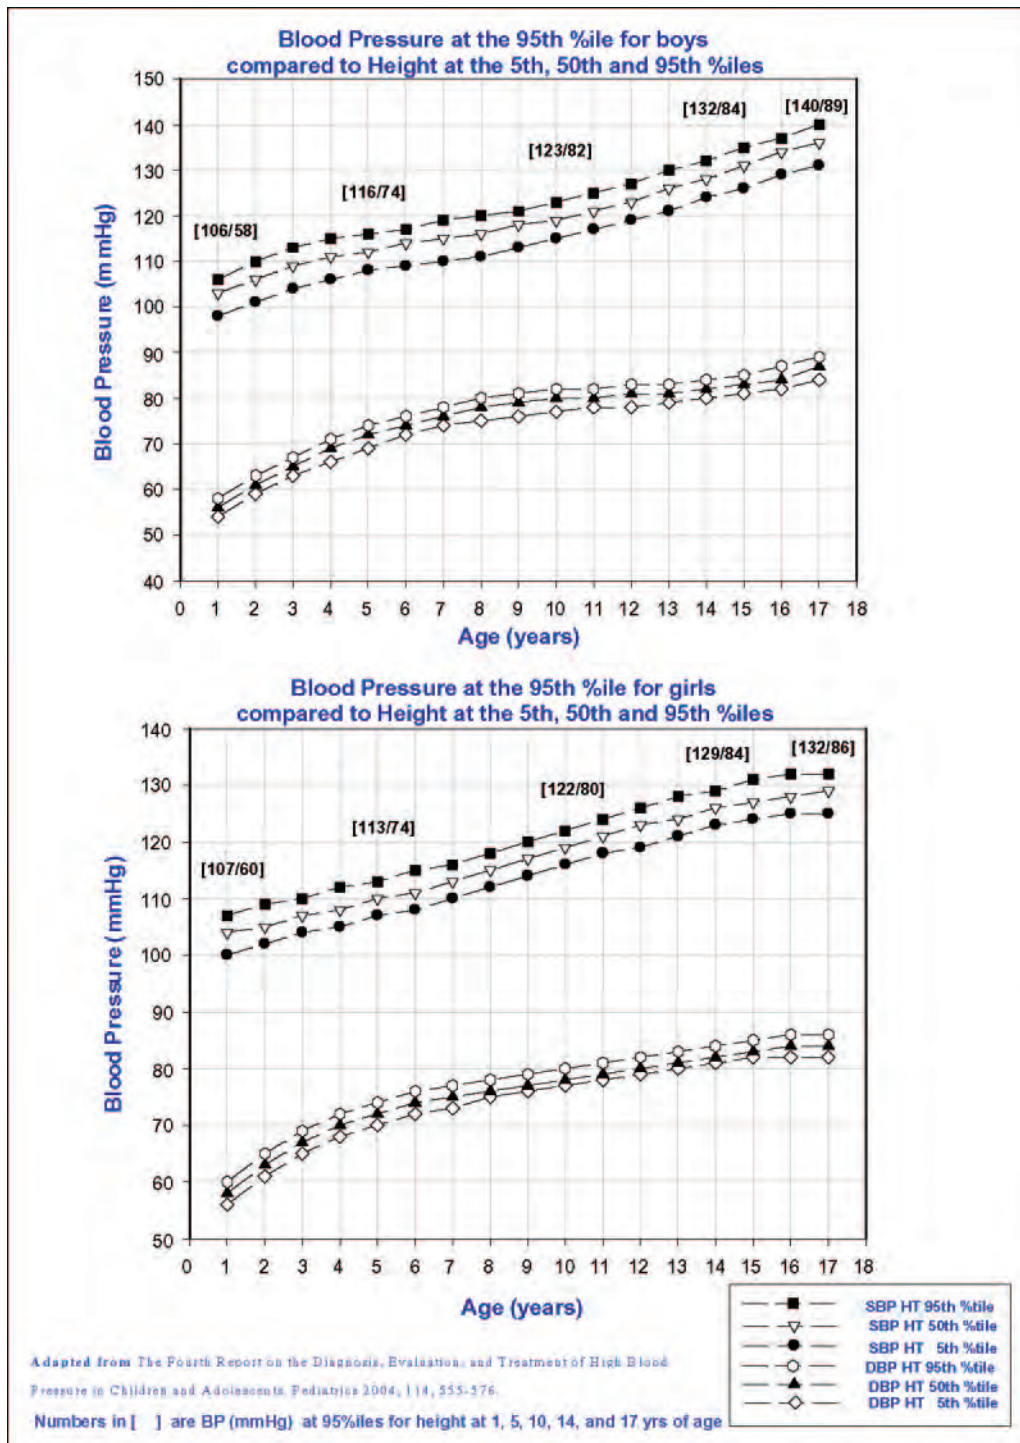 Blood Pressure at the 95th %ile for boys
compared to Height at the 5th, 50th and 95th %iles
150
140
130
120
110
100
90
80
70
60
50
40
Blood Pressure (mmHg)
[106/58]
[116/74]
[123/82]
[132/84]
[140/89]
0 1 2 3 4 5 6 7 8 9 10 11 12 13 14 15 16 17 18
Age (years)
Blood Pressure at the 95th %ile for girls
compared to Height at the 5th, 50th and 95th %iles
140
130
120
110
100
90
80
70
60
50
Blood Pressure (mmHg)
[107/60]
[113/74]
[122/80]
[129/84]
[132/86]
0 1 2 3 4 5 6 7 8 9 10 11 12 13 14 15 16 17 18
Age (years)
SBP HT 95th %tile
SBP HT 50th %tile
SBP HT 5th %tile
DBP HT 95th %tile
DBP HT 50th %tile
DBP HT 5th %tile
Adapted from The Fourth Report on the Diagnosis, Evaluation, and Treatment of High Blood
Pressure in Children and Adolescents. Pediatrics 2004, 114, 555-576.
Numbers in [ ] are BP (mmHg) at 95%iles for height at 1, 5, 10, 14, and 17 yrs of age